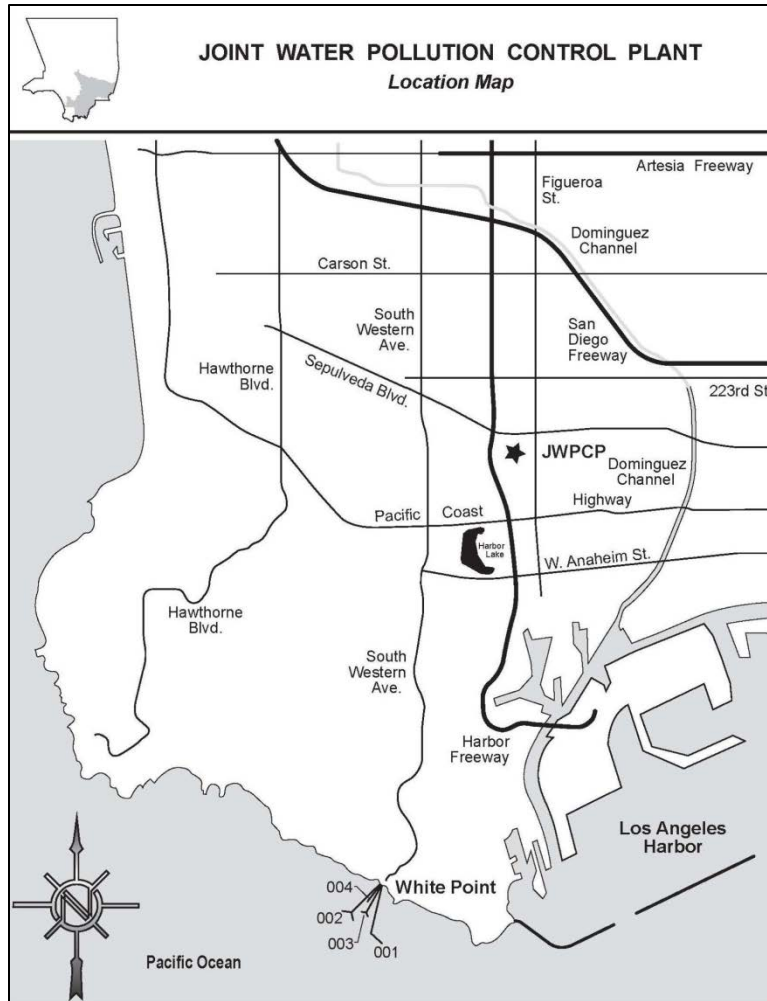 JOINT WATER POLLUTION CONTROL PLANT
Location Map
Artesia Freeway
Figueroa
St.
Dominguez
Channel
Carson St.
South
Western
Ave.
San
Diego
Freeway
Hawthorne
Blvd.
Sepulveda Blvd.
223rd St
JWPCP
Dominguez
Channel
Highway
Pacific Coast
Harbor
Lake
W. Anaheim St.
Hawthorne
Blvd.
South
Western
Ave.
Harbor
Freeway
Los Angeles
Harbor
White Point
004
002
003
001
N
Pacific Ocean